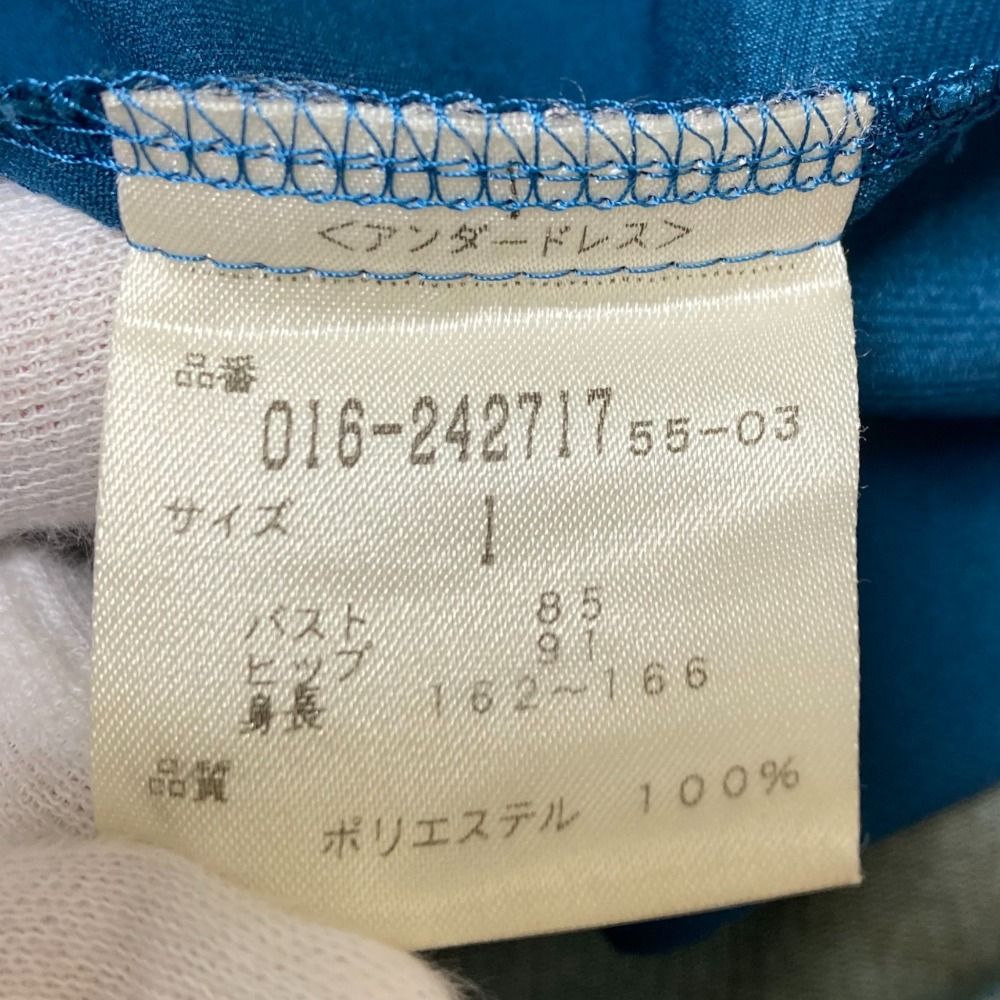 <アンダードレス>
品番
016-242717 55-03
サイズ 1
バスト 85
ヒップ 91
身長 162~166
品質
ポリエステル 100%